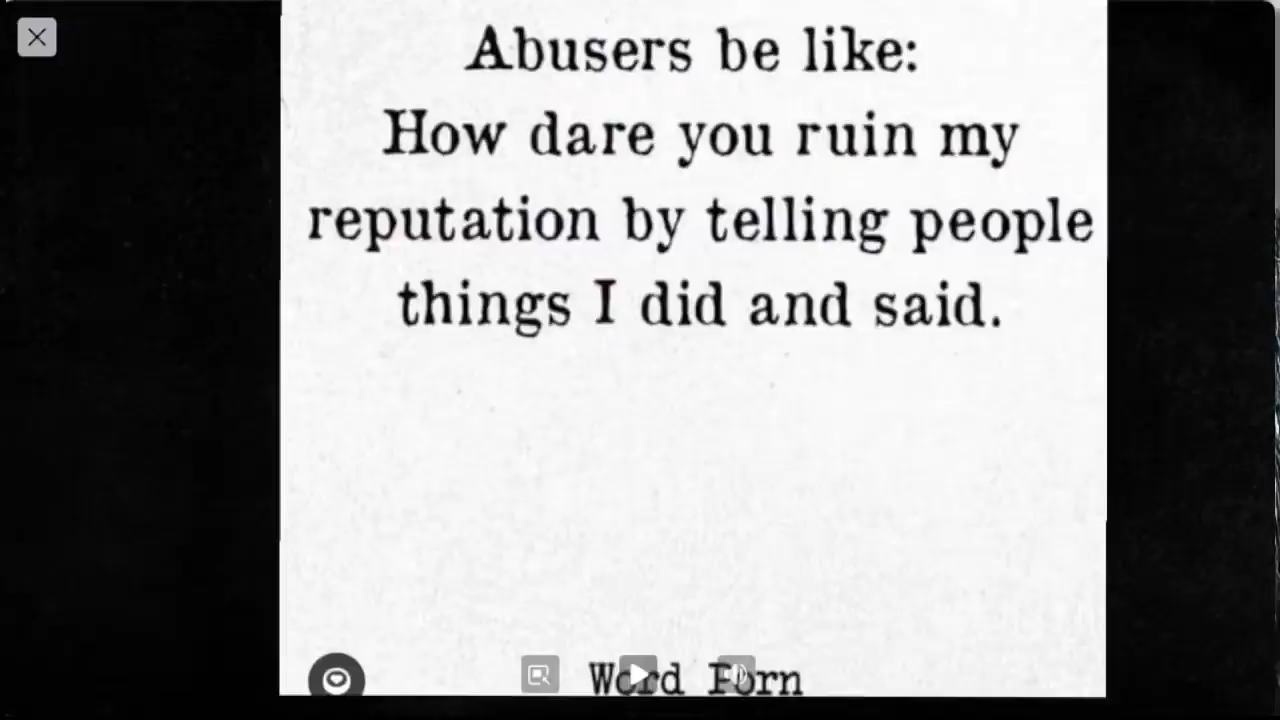 Abusers be like:
How dare you ruin my
reputation by telling people
things I did and said.
Word Porn